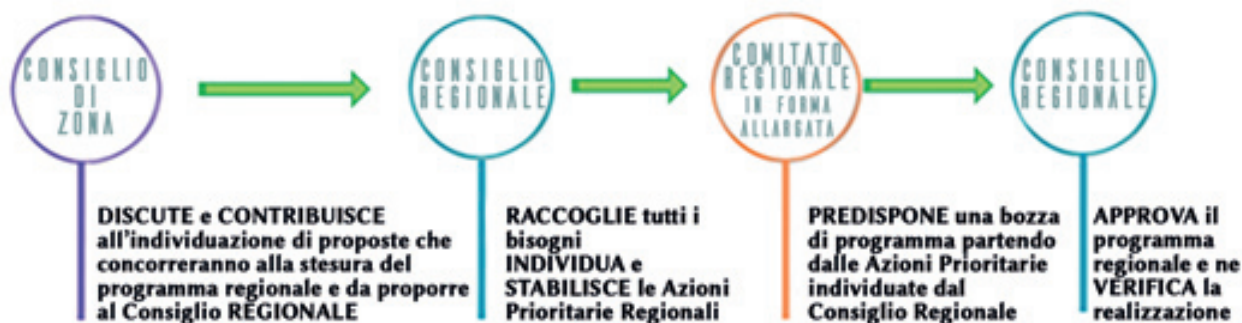 CONSIGLIO
DI
ZONA
CONSIGLIO
REGIONALE
COMITATO
REGIONALE
IN FORMA
ALLARGATA
CONSIGLIO
REGIONALE
DISCUTE e CONTRIBUISCE
all'individuazione di proposte che
concorreranno alla stesura del
programma regionale e da proporre
al Consiglio REGIONALE
RACCOGLIE tutti i
bisogni
INDIVIDUA e
STABILISCE le Azioni
Prioritarie Regionali
PREDISPONE una bozza
di programma partendo
dalle Azioni Prioritarie
individuate dal
Consiglio Regionale
APPROVA il
programma
regionale e ne
VERIFICA la
realizzazione